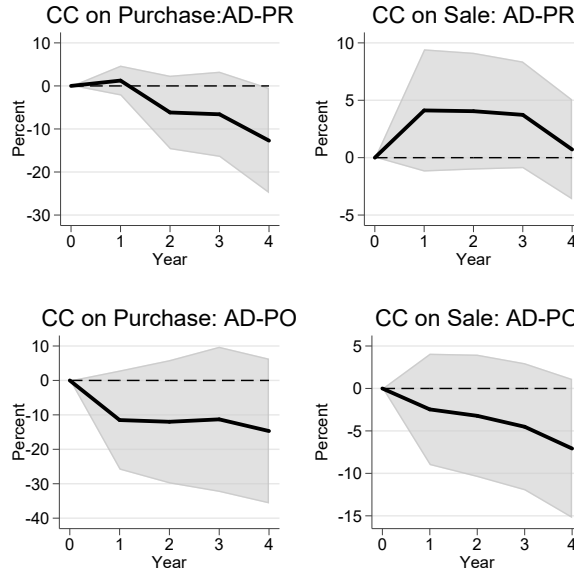 CC on Purchase:AD-PR
10
0
-10
-20
-30
Percent
0 1 2 3 4
Year
CC on Sale: AD-PR
10
5
0
-5
Percent
0 1 2 3 4
Year
CC on Purchase: AD-PO
10
0
-10
-20
-30
-40
Percent
0 1 2 3 4
Year
CC on Sale: AD-PO
5
0
-5
-10
-15
Percent
0 1 2 3 4
Year